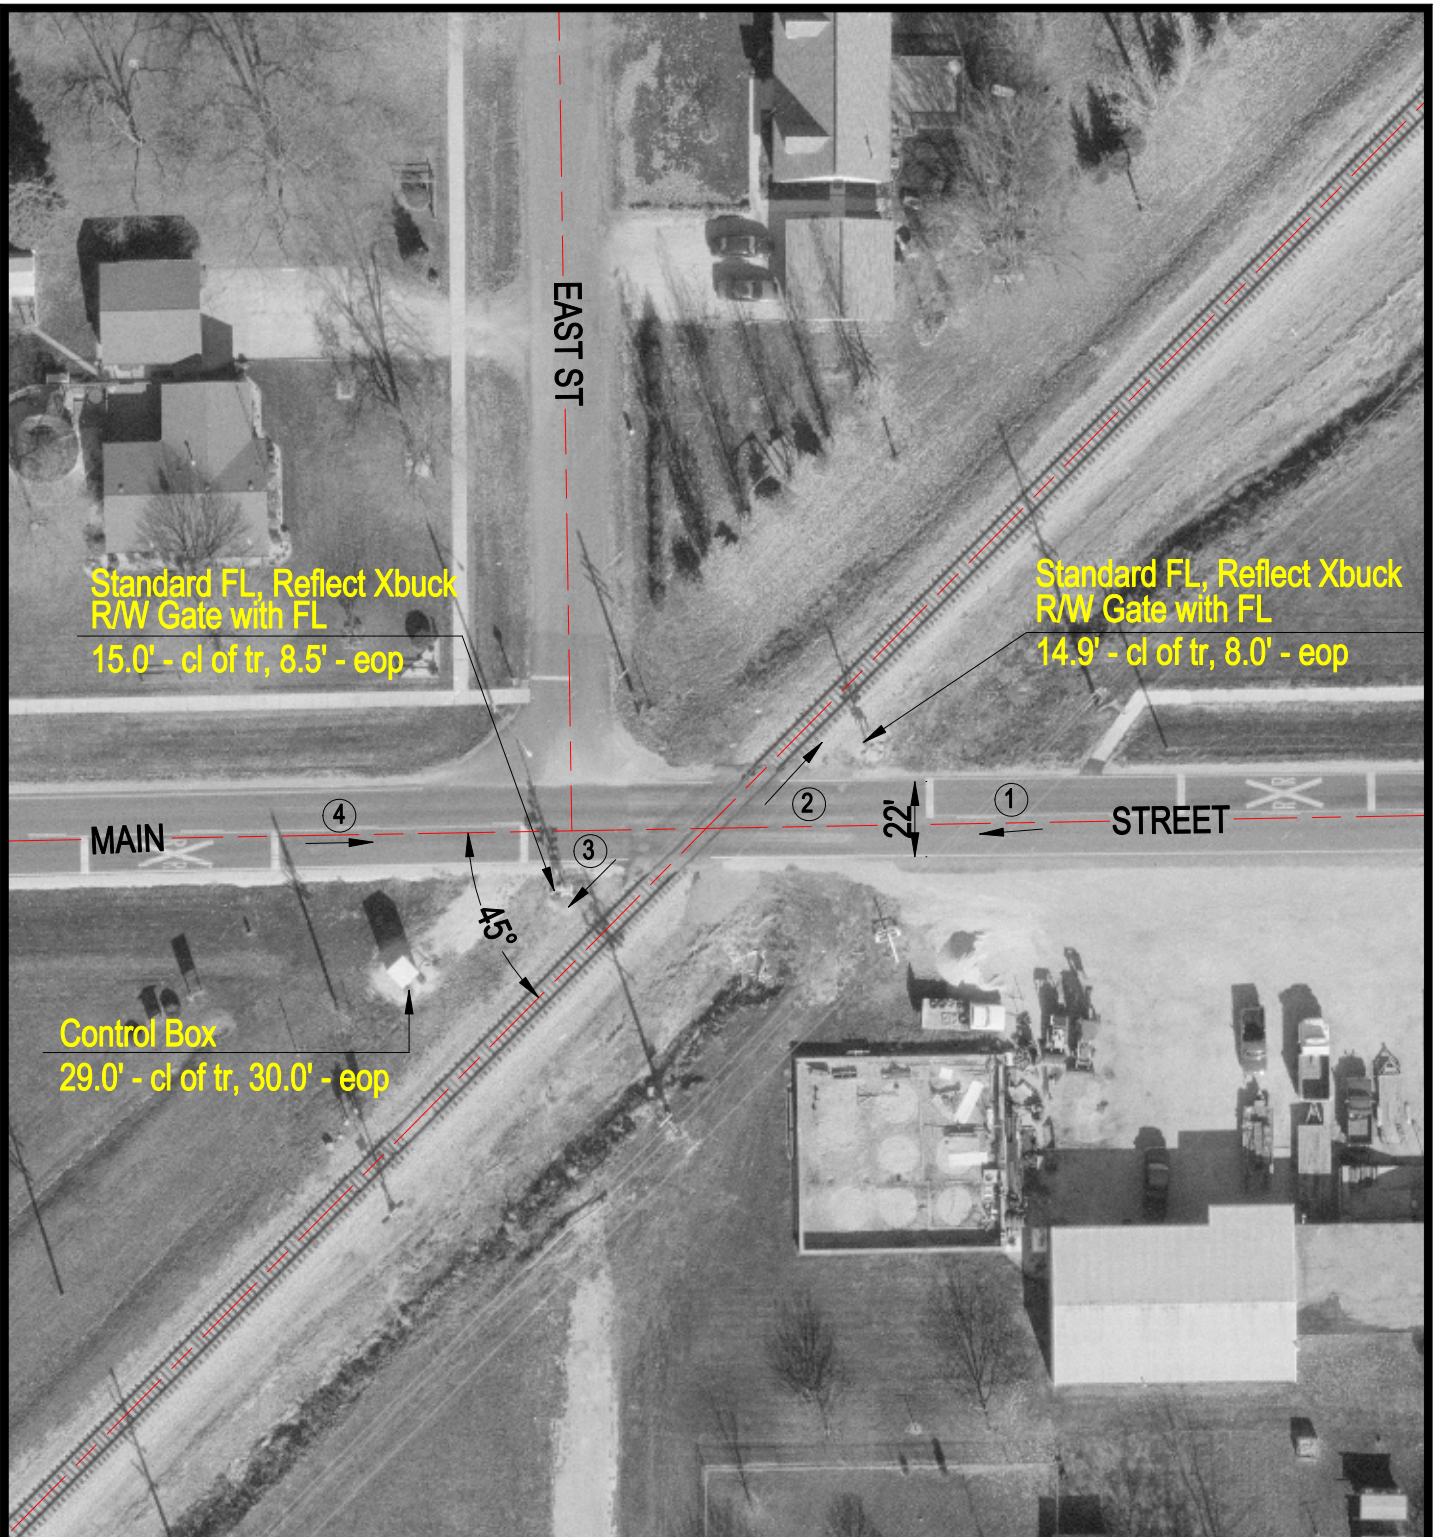 EAST ST
Standard FL, Reflect Xbuck
R/W Gate with FL
15.0' - cl of tr, 8.5' - eop
Standard FL, Reflect Xbuck
R/W Gate with FL
14.9' - cl of tr, 8.0' - eop
4
2
1
22'
MAIN
STREET
R R
R R
3
45°
Control Box
29.0' - cl of tr, 30.0' - eop